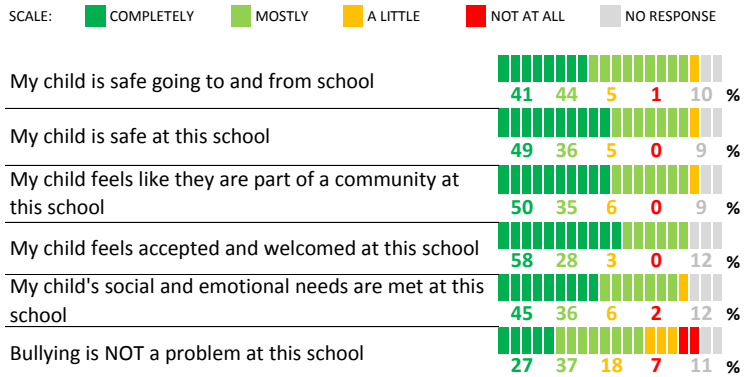 SCALE: COMPLETELY MOSTLY A LITTLE NOT AT ALL NO RESPONSE
My child is safe going to and from school
41 44 5 1 10 %
My child is safe at this school
49 36 5 0 9 %
My child feels like they are part of a community at
this school
50 35 6 0 9 %
My child feels accepted and welcomed at this school
58 28 3 0 12 %
My child's social and emotional needs are met at this
school
45 36 6 2 12 %
Bullying is NOT a problem at this school
27 37 18 7 11 %